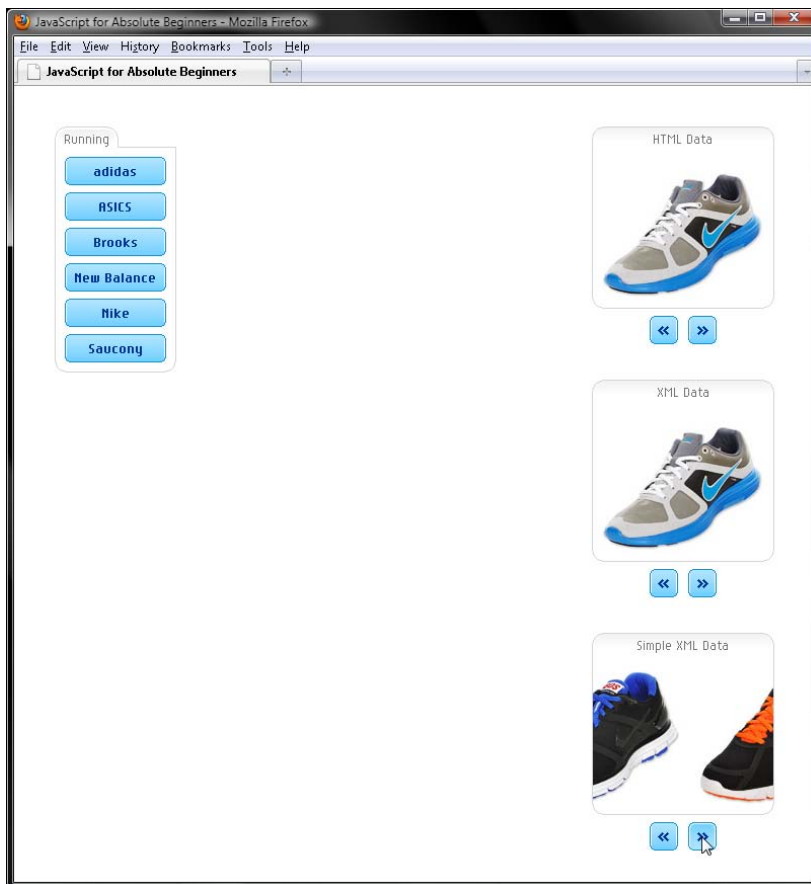 JavaScript for Absolute Beginners - Mozilla Firefox
File Edit View History Bookmarks Tools Help
JavaScript for Absolute Beginners
Running
adidas
ASICS
Brooks
New Balance
Nike
Saucony
HTML Data
« »
XML Data
« »
Simple XML Data
« »